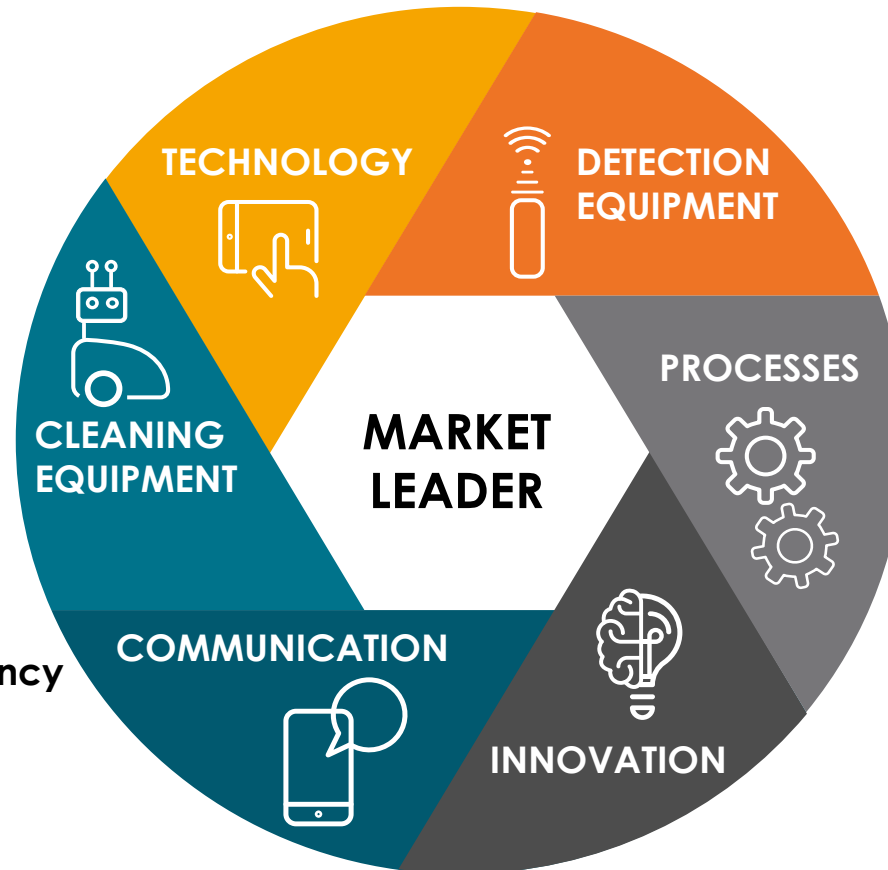 TECHNOLOGY
DETECTION
EQUIPMENT
PROCESSES
CLEANING
EQUIPMENT
MARKET
LEADER
COMMUNICATION
ncy
INNOVATION